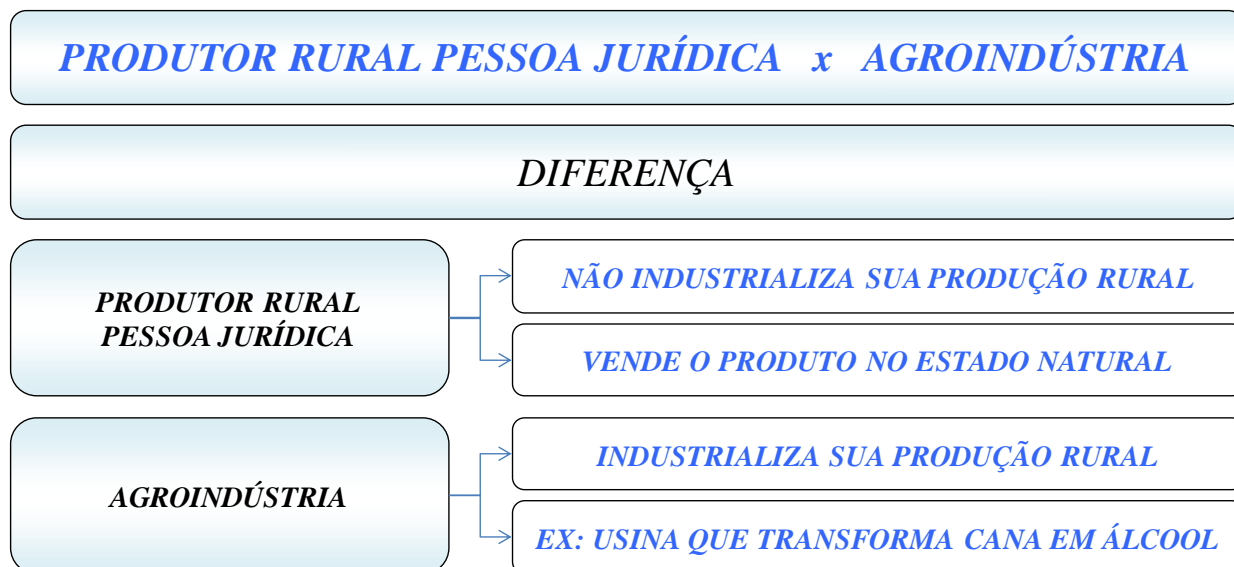 PRODUTOR RURAL PESSOA JURÍDICA x AGROINDÚSTRIA
DIFERENÇA
PRODUTOR RURAL
PESSOA JURÍDICA
NÃO INDUSTRIALIZA SUA PRODUÇÃO RURAL
VENDE O PRODUTO NO ESTADO NATURAL
AGROINDÚSTRIA
INDUSTRIALIZA SUA PRODUÇÃO RURAL
EX: USINA QUE TRANSFORMA CANA EM ÁLCOOL